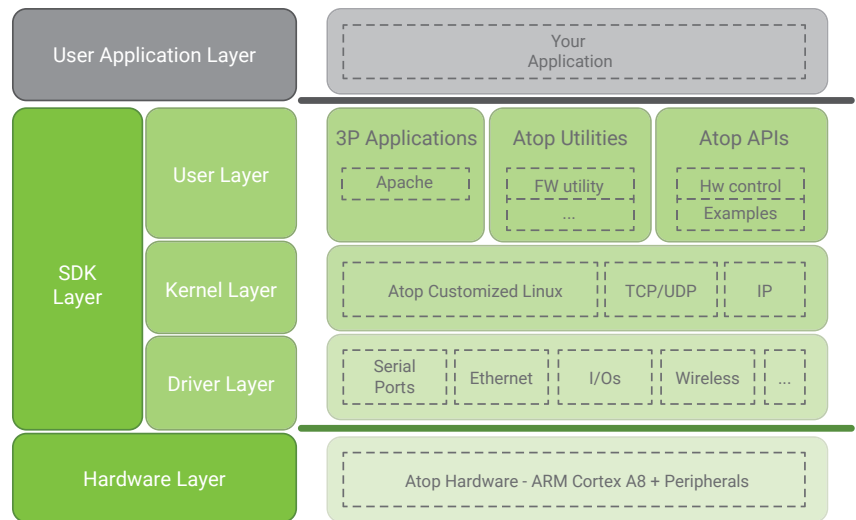 User Application Layer
Your
Application
SDK
Layer
User Layer
3P Applications
Apache
Atop Utilities
FW utility
...
Atop APIs
Hw control
Examples
Kernel Layer
Atop Customized Linux
TCP/UDP
IP
Driver Layer
Serial
Ports
Ethernet
I/Os
Wireless
...
Hardware Layer
Atop Hardware - ARM Cortex A8 + Peripherals